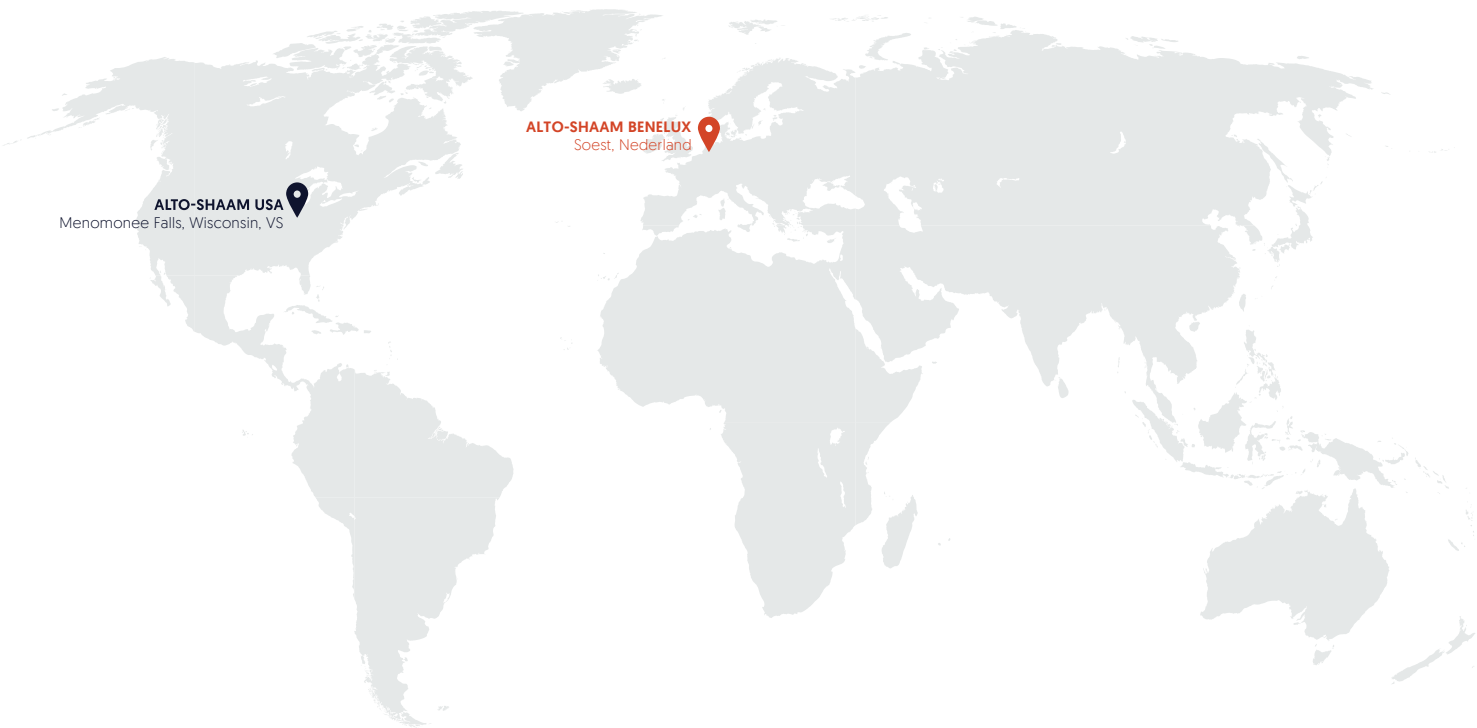 ALTO-SHAAM BENELUX
Soest, Nederland
ALTO-SHAAM USA
Menomonee Falls, Wisconsin, VS